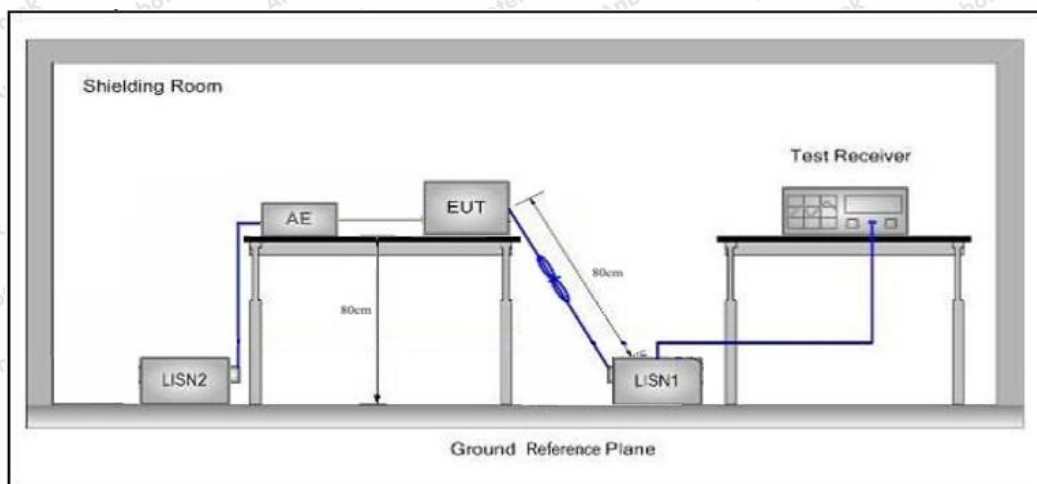 Shielding Room
Test Receiver
AE
EUT
80cm
80cm
LISN2
LISN1
Ground Reference Plane